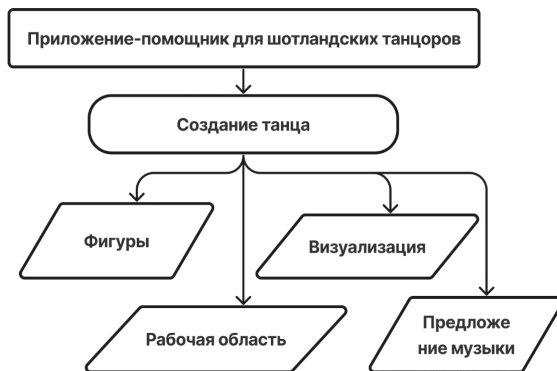 Приложение-помощник для шотландских танцоров
Создание танца
Фигуры
Визуализация
Рабочая область
Предложе
ние музыки